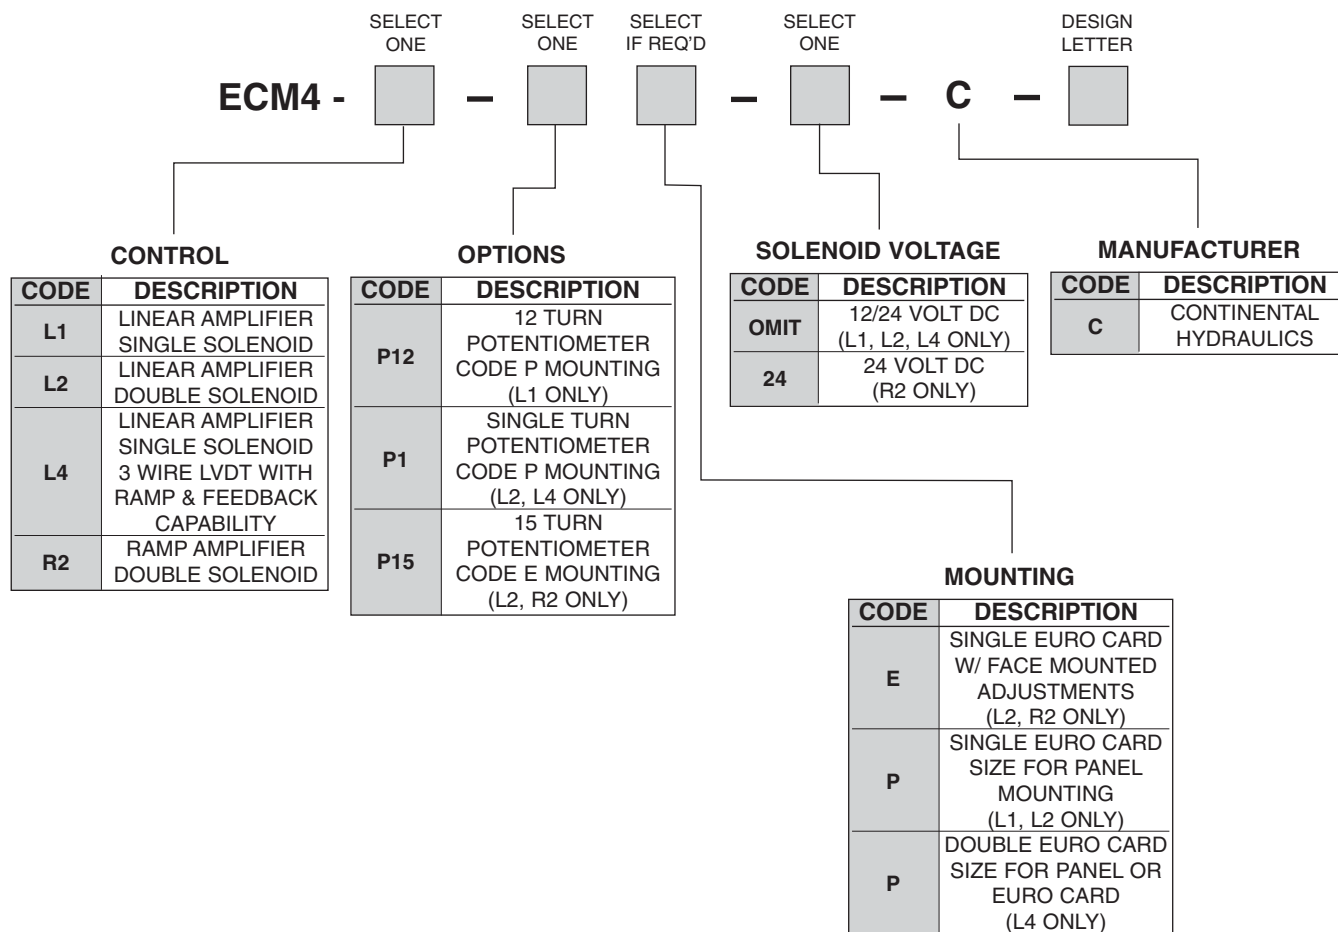 SELECT ONE
SELECT ONE
SELECT IF REQ'D
SELECT ONE
DESIGN LETTER
ECM4 - – – – C –
CONTROL
CODE DESCRIPTION
L1 LINEAR AMPLIFIER
SINGLE SOLENOID
L2 LINEAR AMPLIFIER
DOUBLE SOLENOID
L4 LINEAR AMPLIFIER
SINGLE SOLENOID
3 WIRE LVDT WITH
RAMP & FEEDBACK
CAPABILITY
R2 RAMP AMPLIFIER
DOUBLE SOLENOID
OPTIONS
CODE DESCRIPTION
P12 12 TURN
POTENTIOMETER
CODE P MOUNTING
(L1 ONLY)
P1 SINGLE TURN
POTENTIOMETER
CODE P MOUNTING
(L2, L4 ONLY)
P15 15 TURN
POTENTIOMETER
CODE E MOUNTING
(L2, R2 ONLY)
SOLENOID VOLTAGE
CODE DESCRIPTION
OMIT 12/24 VOLT DC
(L1, L2, L4 ONLY)
24 24 VOLT DC
(R2 ONLY)
MANUFACTURER
CODE DESCRIPTION
C CONTINENTAL
HYDRAULICS
MOUNTING
CODE DESCRIPTION
E SINGLE EURO CARD
W/ FACE MOUNTED
ADJUSTMENTS
(L2, R2 ONLY)
P SINGLE EURO CARD
SIZE FOR PANEL
MOUNTING
(L1, L2 ONLY)
P DOUBLE EURO CARD
SIZE FOR PANEL OR
EURO CARD
(L4 ONLY)